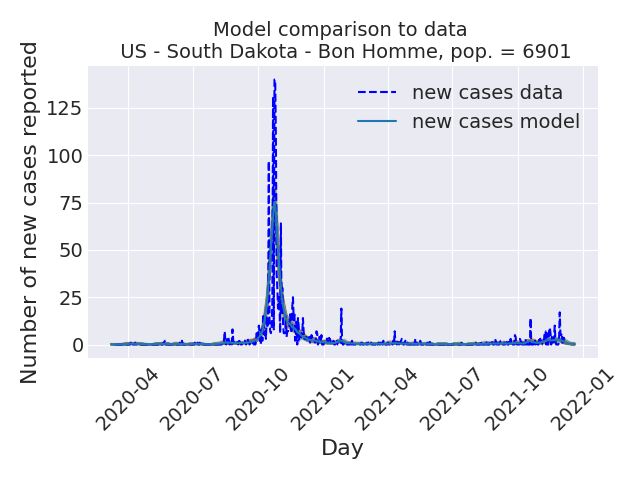 Model comparison to data
US - South Dakota - Bon Homme, pop. = 6901
Number of new cases reported
125
100
75
50
25
0
new cases data
new cases model
2020-04
2020-07
2020-10
2021-01
2021-04
2021-07
2021-10
2022-01
Day